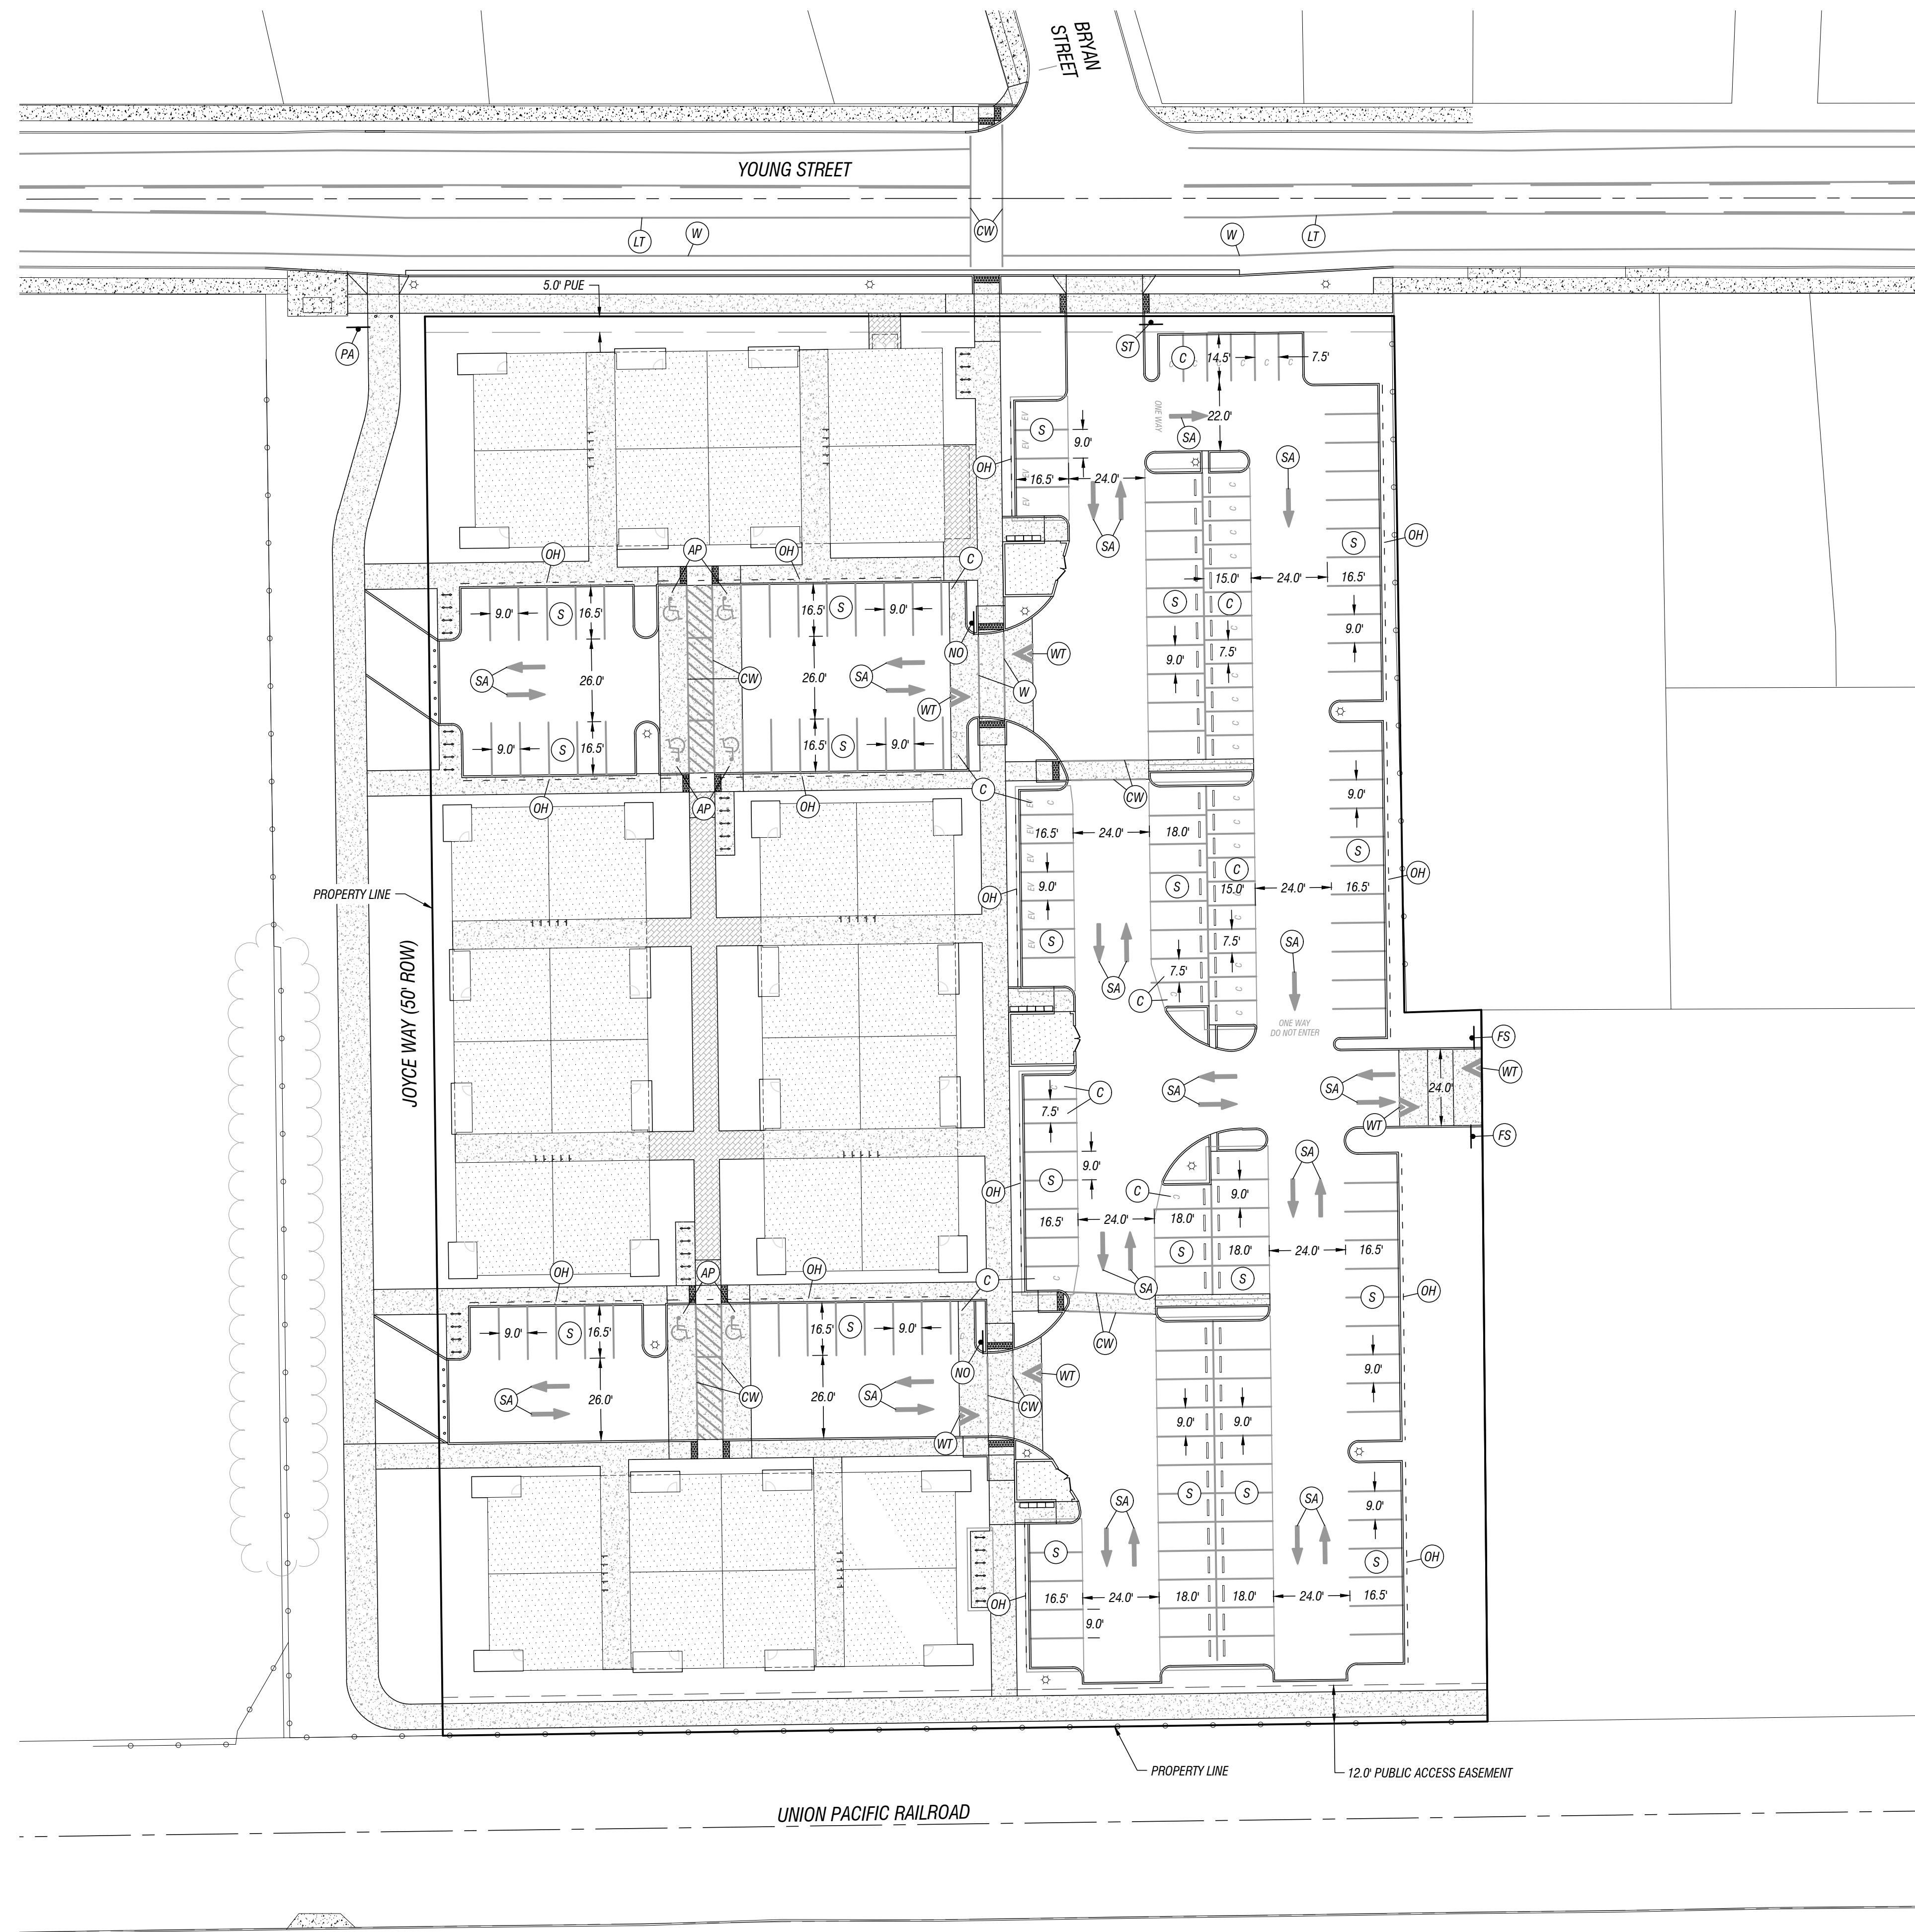 BRYAN
STREET
YOUNG STREET
LT
W
CW
W
LT
5.0' PUE
PA
ST
C
14.5'
7.5'
C
C
C
C
ONE WAY
22.0'
SA
SA
EV
S
9.0'
EV
OH
EV
16.5'
24.0'
EV
C
SA
OH
AP
OH
C
S
OH
C
15.0'
24.0'
16.5'
9.0'
S
16.5'
16.5'
S
9.0'
S
C
9.0'
NO
WT
9.0'
7.5'
SA
26.0'
CW
SA
26.0'
WT
W
9.0'
S
16.5'
16.5'
S
9.0'
OH
AP
OH
C
CW
9.0'
EV
C
16.5'
24.0'
18.0'
S
EV
9.0'
S
C
15.0'
24.0'
16.5'
OH
PROPERTY LINE
OH
EV
S
7.5'
SA
7.5'
C
SA
C
ONE WAY
DO NOT ENTER
JOYCE WAY (50' ROW)
FS
WT
24.0'
SA
SA
C
7.5'
WT
FS
9.0'
SA
OH
S
C
9.0'
16.5'
24.0'
18.0'
S
18.0'
24.0'
16.5'
OH
AP
OH
C
C
SA
S
S
OH
9.0'
S
16.5'
16.5'
S
9.0'
CW
NO
WT
9.0'
SA
26.0'
CW
SA
26.0'
CW
WT
9.0'
9.0'
S
S
SA
SA
9.0'
S
S
OH
OH
16.5'
24.0'
18.0'
18.0'
24.0'
16.5'
9.0'
PROPERTY LINE
12.0' PUBLIC ACCESS EASEMENT
UNION PACIFIC RAILROAD